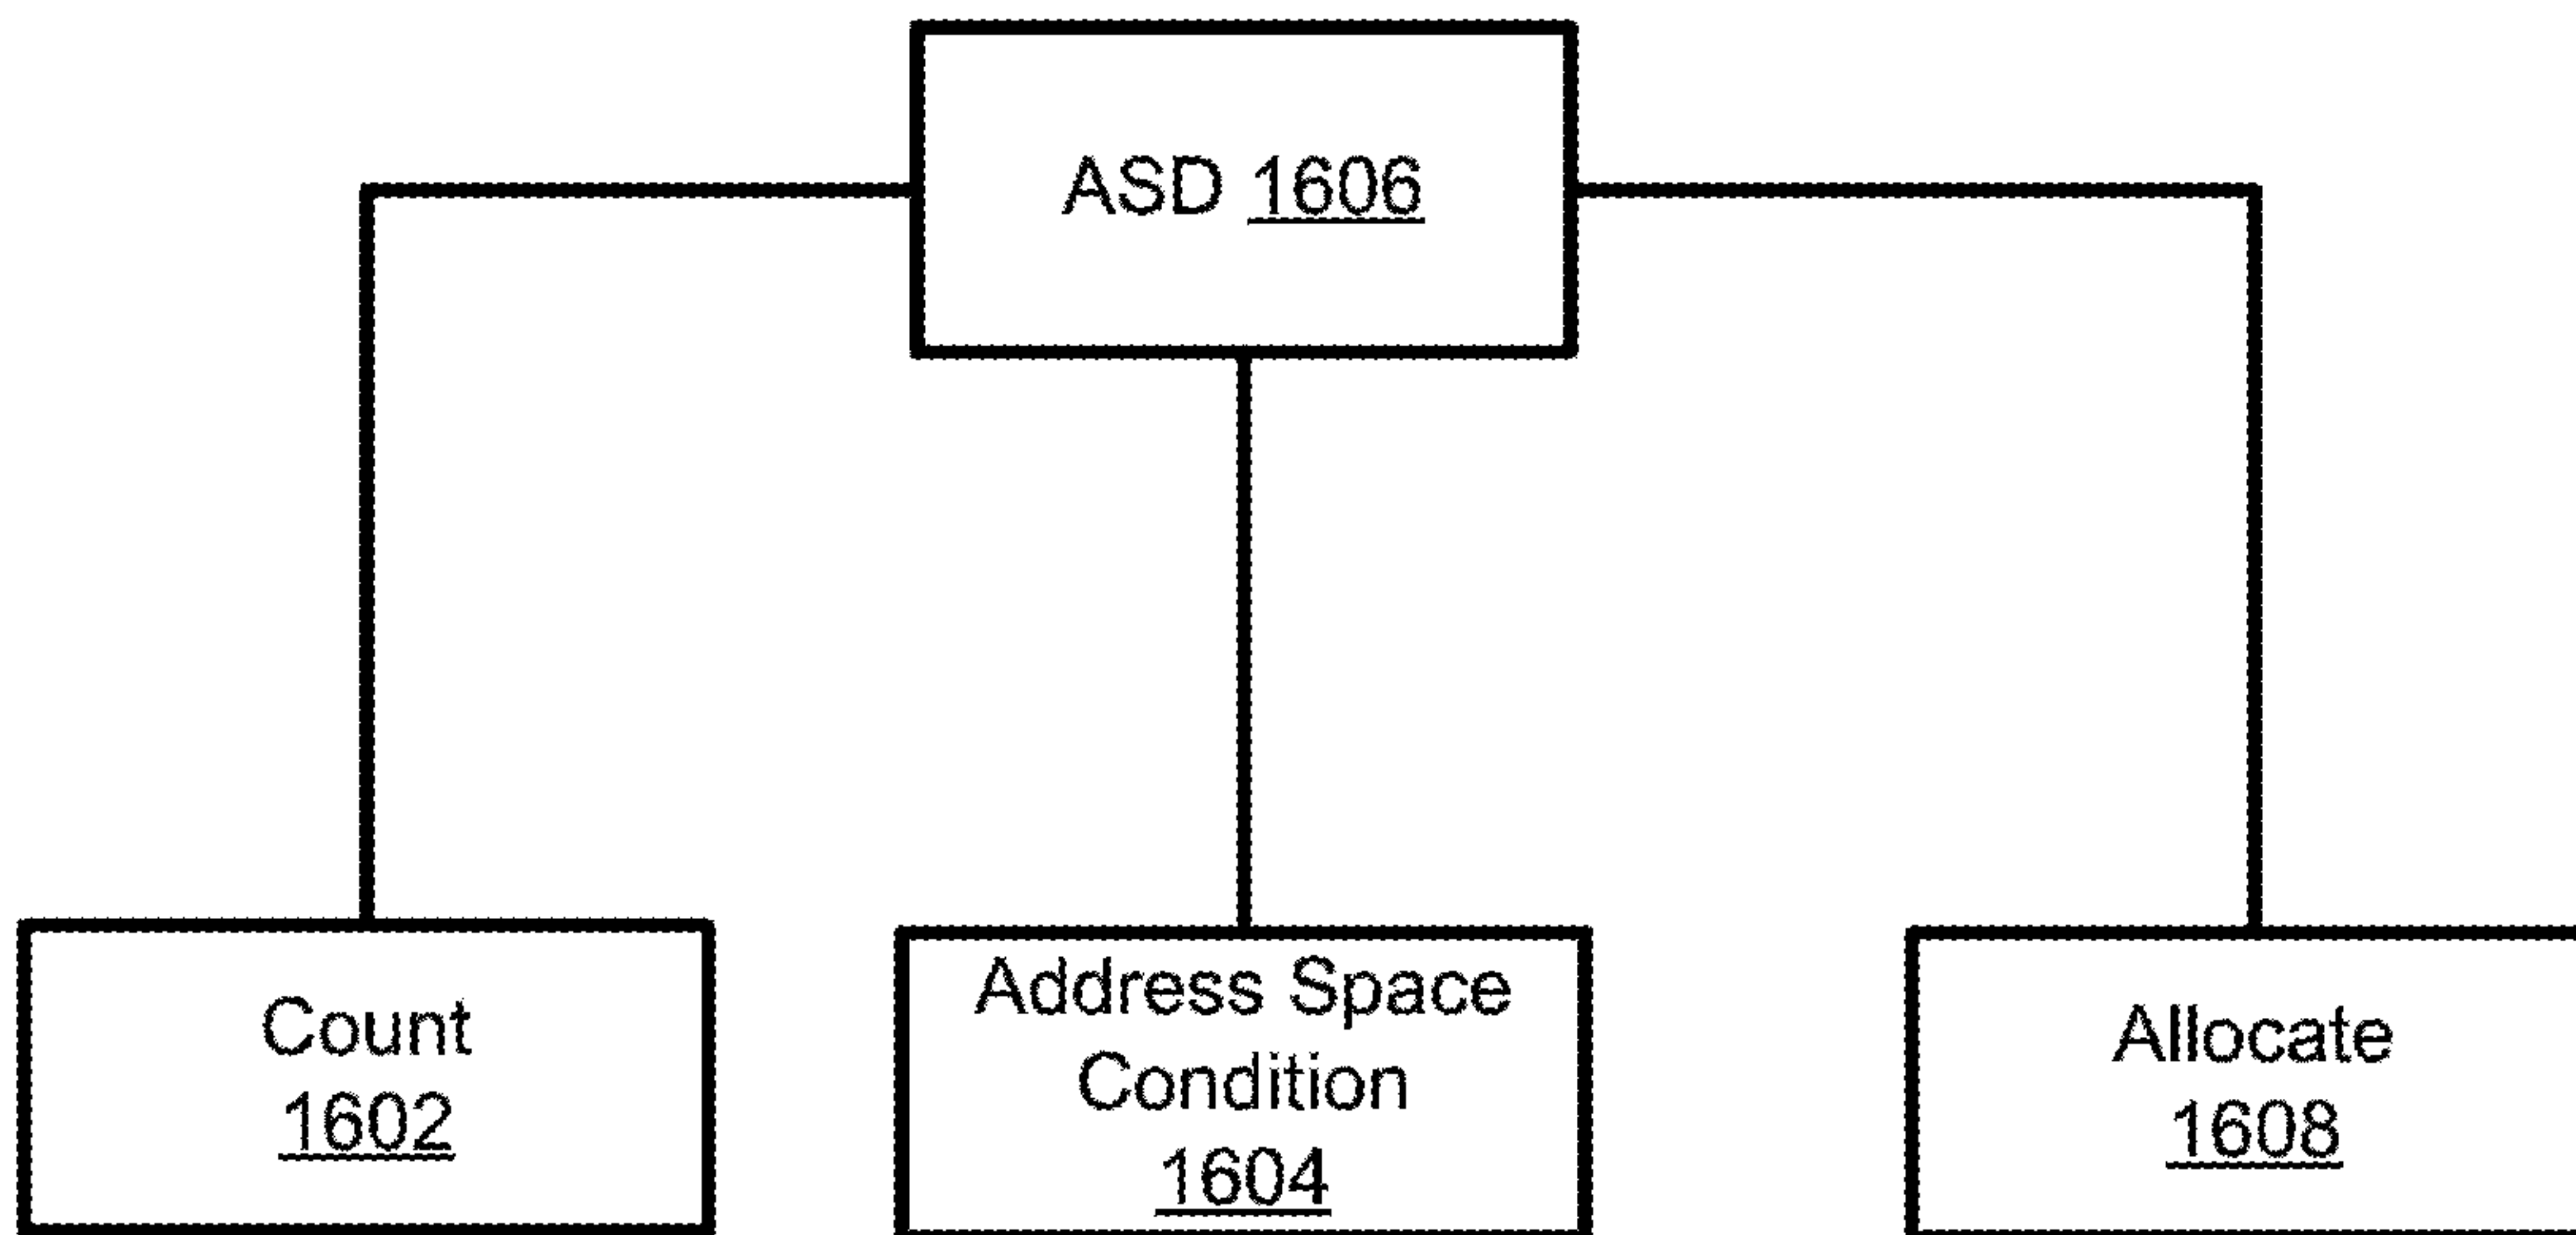 ASD 1606
Count
1602
Address Space
Condition
1604
Allocate
1608